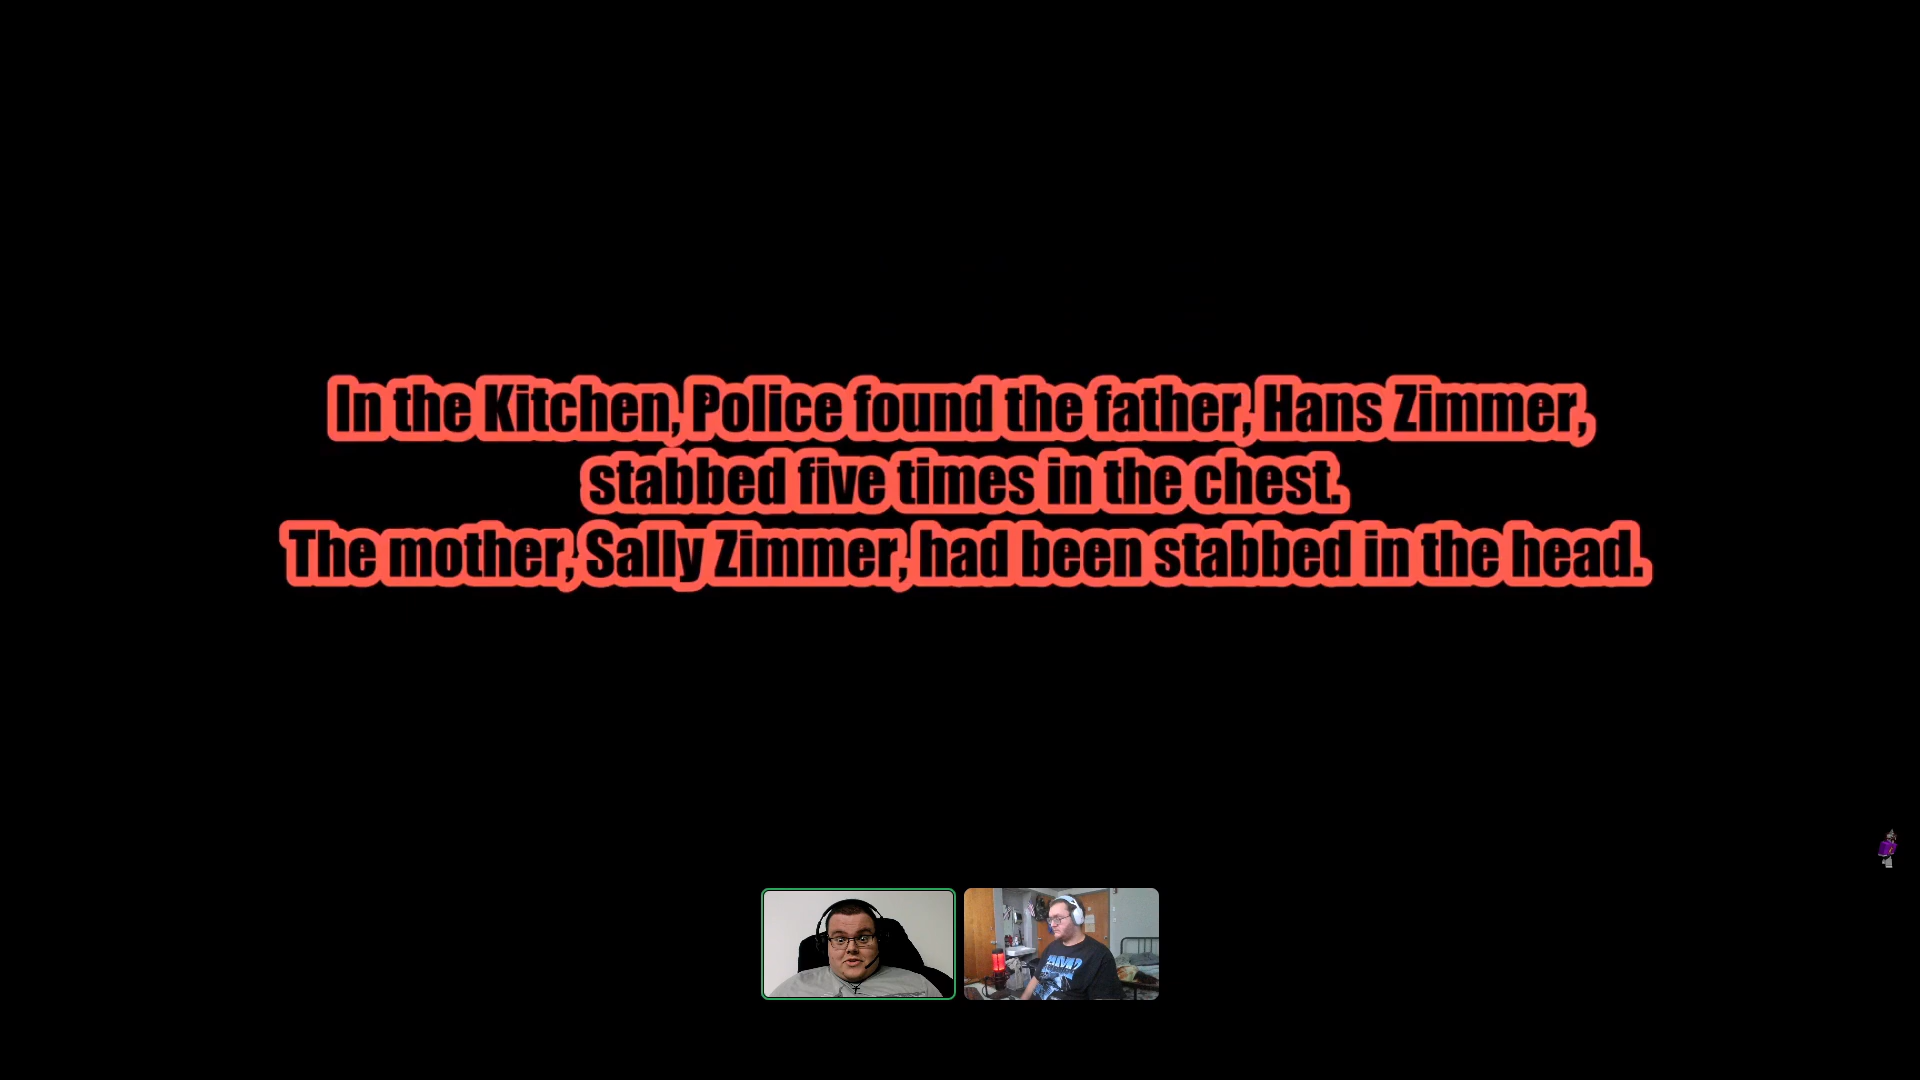 In the Kitchen, Police found the father, Hans Zimmer,
stabbed five times in the chest.
The mother, Sally Zimmer, had been stabbed in the head.